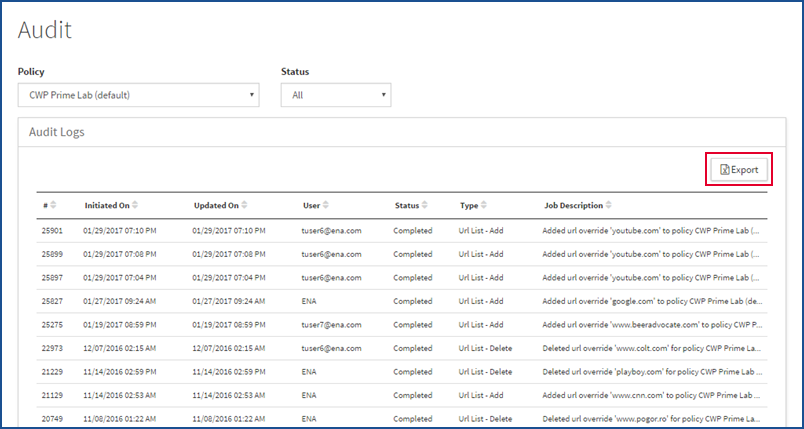 Audit
Policy Status
CWP Prime Lab (default) All
Audit Logs
Export
# Initiated On Updated On User Status Type Job Description
25901 01/29/2017 07:10 PM 01/29/2017 07:10 PM tuser6@ena.com Completed Url List - Add Added url override 'youtube.com' to policy CWP Prime Lab (...
25899 01/29/2017 07:08 PM 01/29/2017 07:08 PM tuser6@ena.com Completed Url List - Add Added url override 'youtube.com' to policy CWP Prime Lab (...
25897 01/29/2017 07:04 PM 01/29/2017 07:04 PM tuser6@ena.com Completed Url List - Add Added url override 'youtube.com' to policy CWP Prime Lab (...
25827 01/27/2017 09:24 AM 01/27/2017 09:24 AM ENA Completed Url List - Add Added url override 'google.com' to policy CWP Prime Lab (de...
25275 01/19/2017 08:59 PM 01/19/2017 08:59 PM tuser7@ena.com Completed Url List - Add Added url override 'www.beeradvocate.com' to policy CWP P...
22973 12/07/2016 02:15 AM 12/07/2016 02:15 AM tuser6@ena.com Completed Url List - Delete Deleted url override 'www.colt.com' for policy CWP Prime La...
21229 11/14/2016 02:59 PM 11/14/2016 02:59 PM ENA Completed Url List - Delete Deleted url override 'playboy.com' for policy CWP Prime Lab ...
21129 11/14/2016 02:53 AM 11/14/2016 02:53 AM ENA Completed Url List - Add Added url override 'www.cnn.com' to policy CWP Prime Lab ...
20749 11/08/2016 01:22 AM 11/08/2016 01:22 AM ENA Completed Url List - Delete Deleted url override 'www.pogor.ro' for policy CWP Prime La...